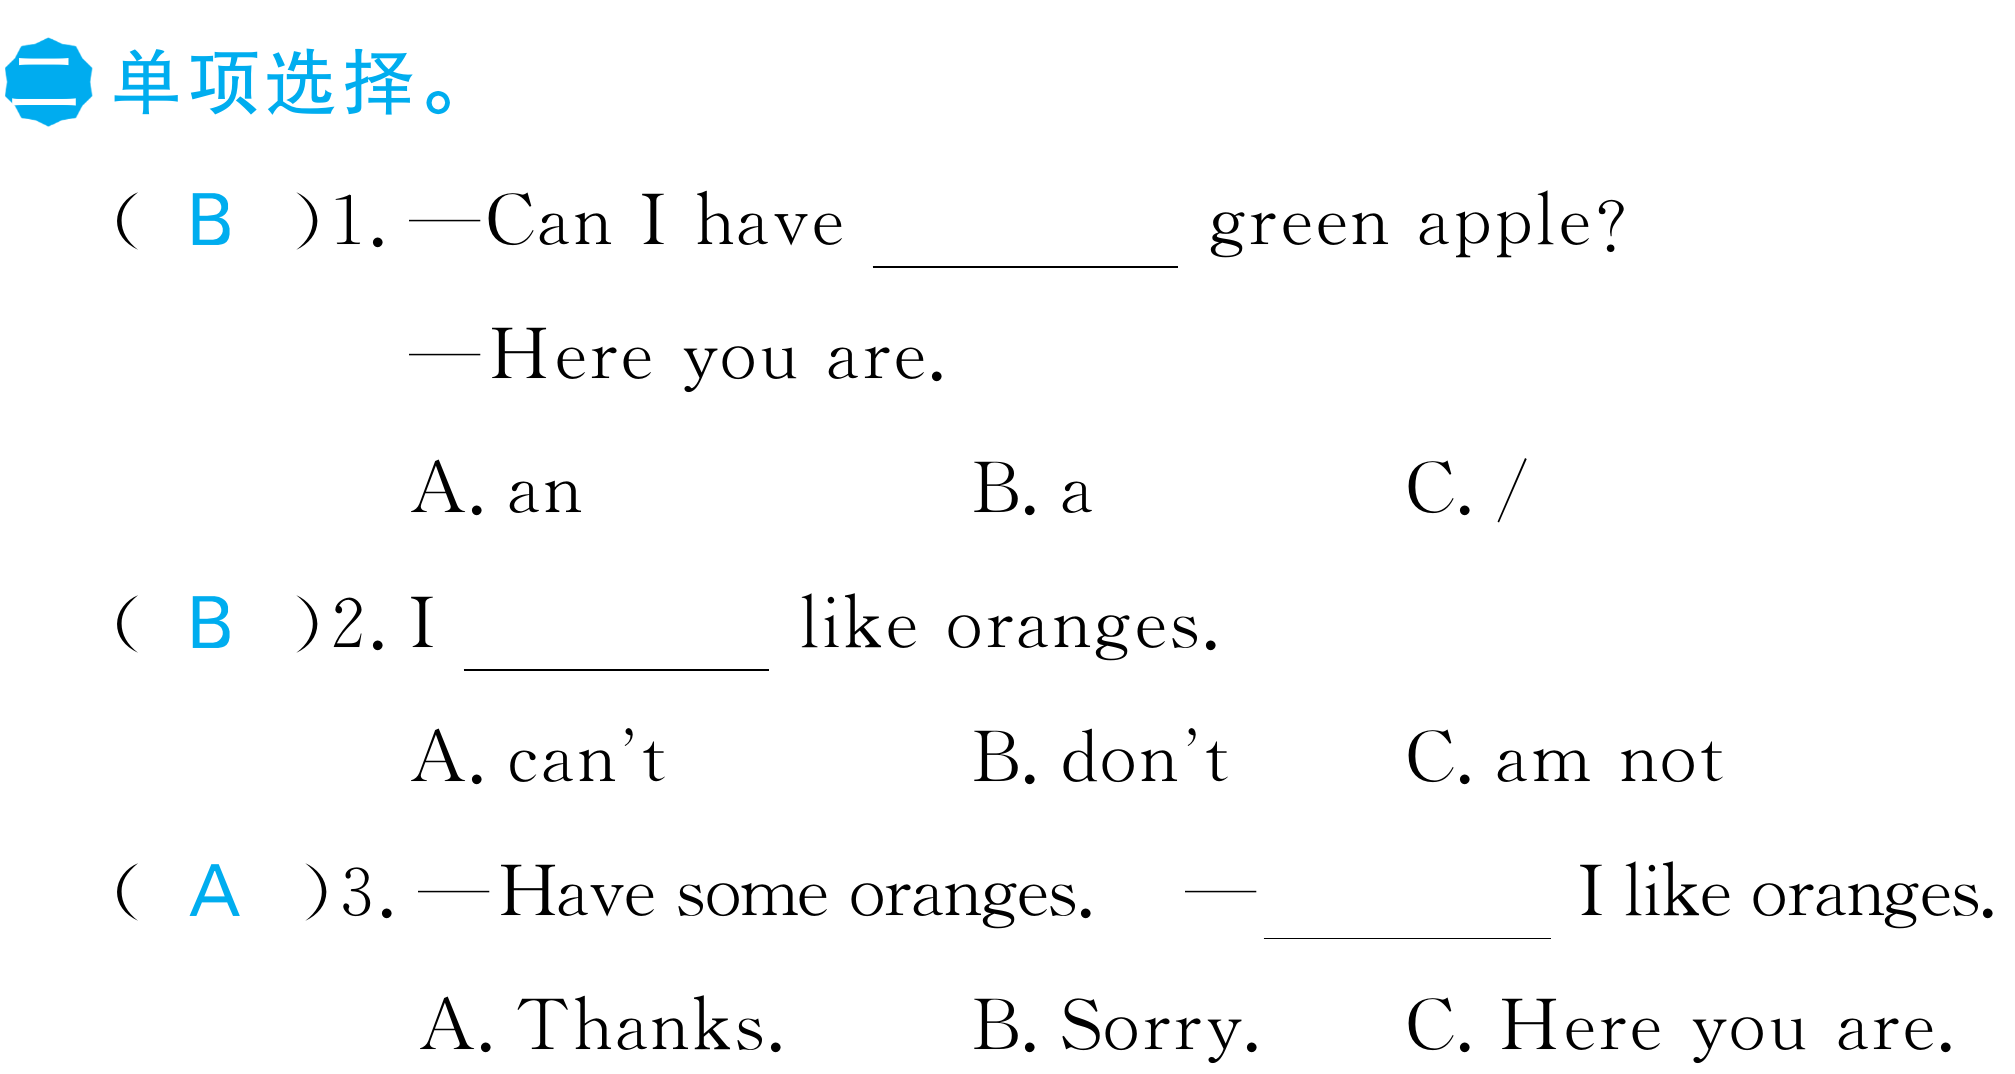 二 单项选择。
( B )1. —Can I have ________ green apple?
—Here you are.
A. an B. a C. /
( B )2. I ________ like oranges.
A. can’t B. don’t C. am not
( A )3. —Have some oranges. —________ I like oranges.
A. Thanks. B. Sorry. C. Here you are.